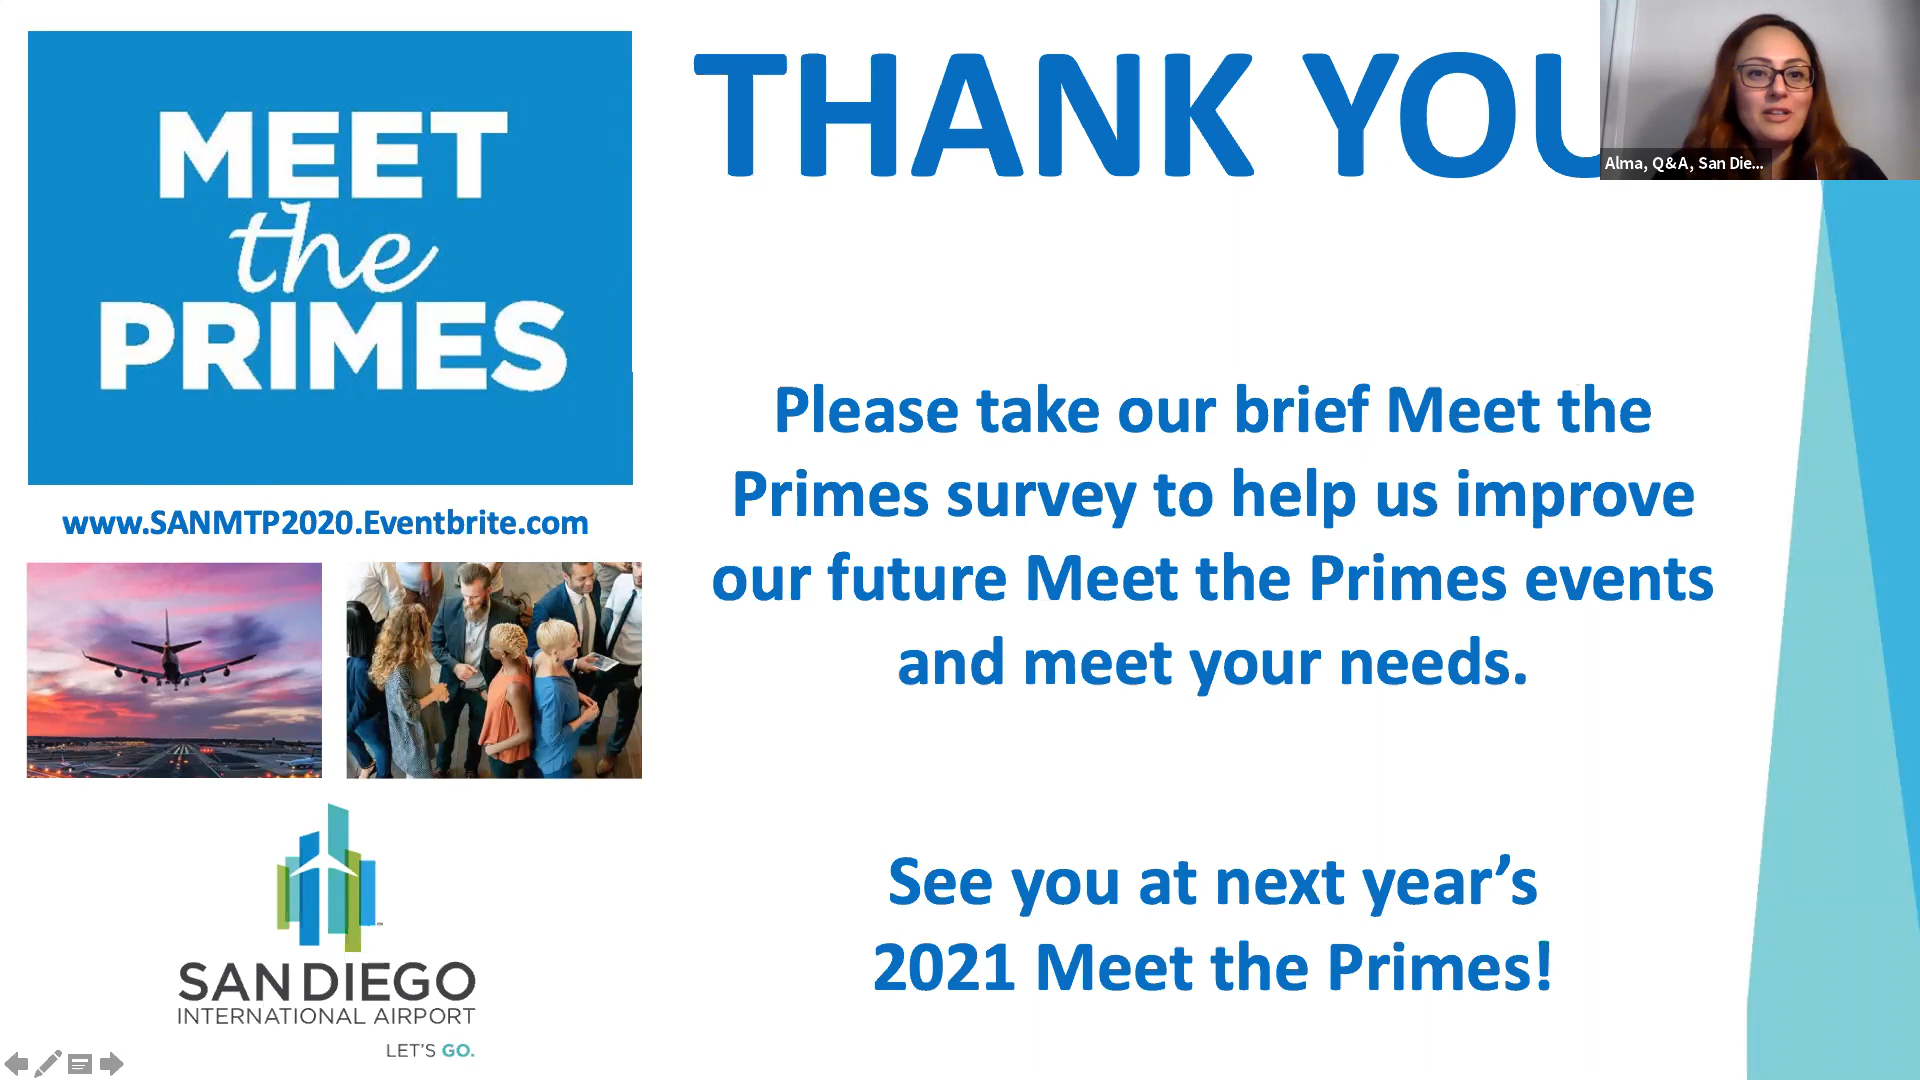 MEET
the
PRIMES
www.SANMTP2020.Eventbrite.com
SAN DIEGO
INTERNATIONAL AIRPORT
LET'S GO.
THANK YOU
Please take our brief Meet the
Primes survey to help us improve
our future Meet the Primes events
and meet your needs.
See you at next year’s
2021 Meet the Primes!
Alma, Q&A, San Die...